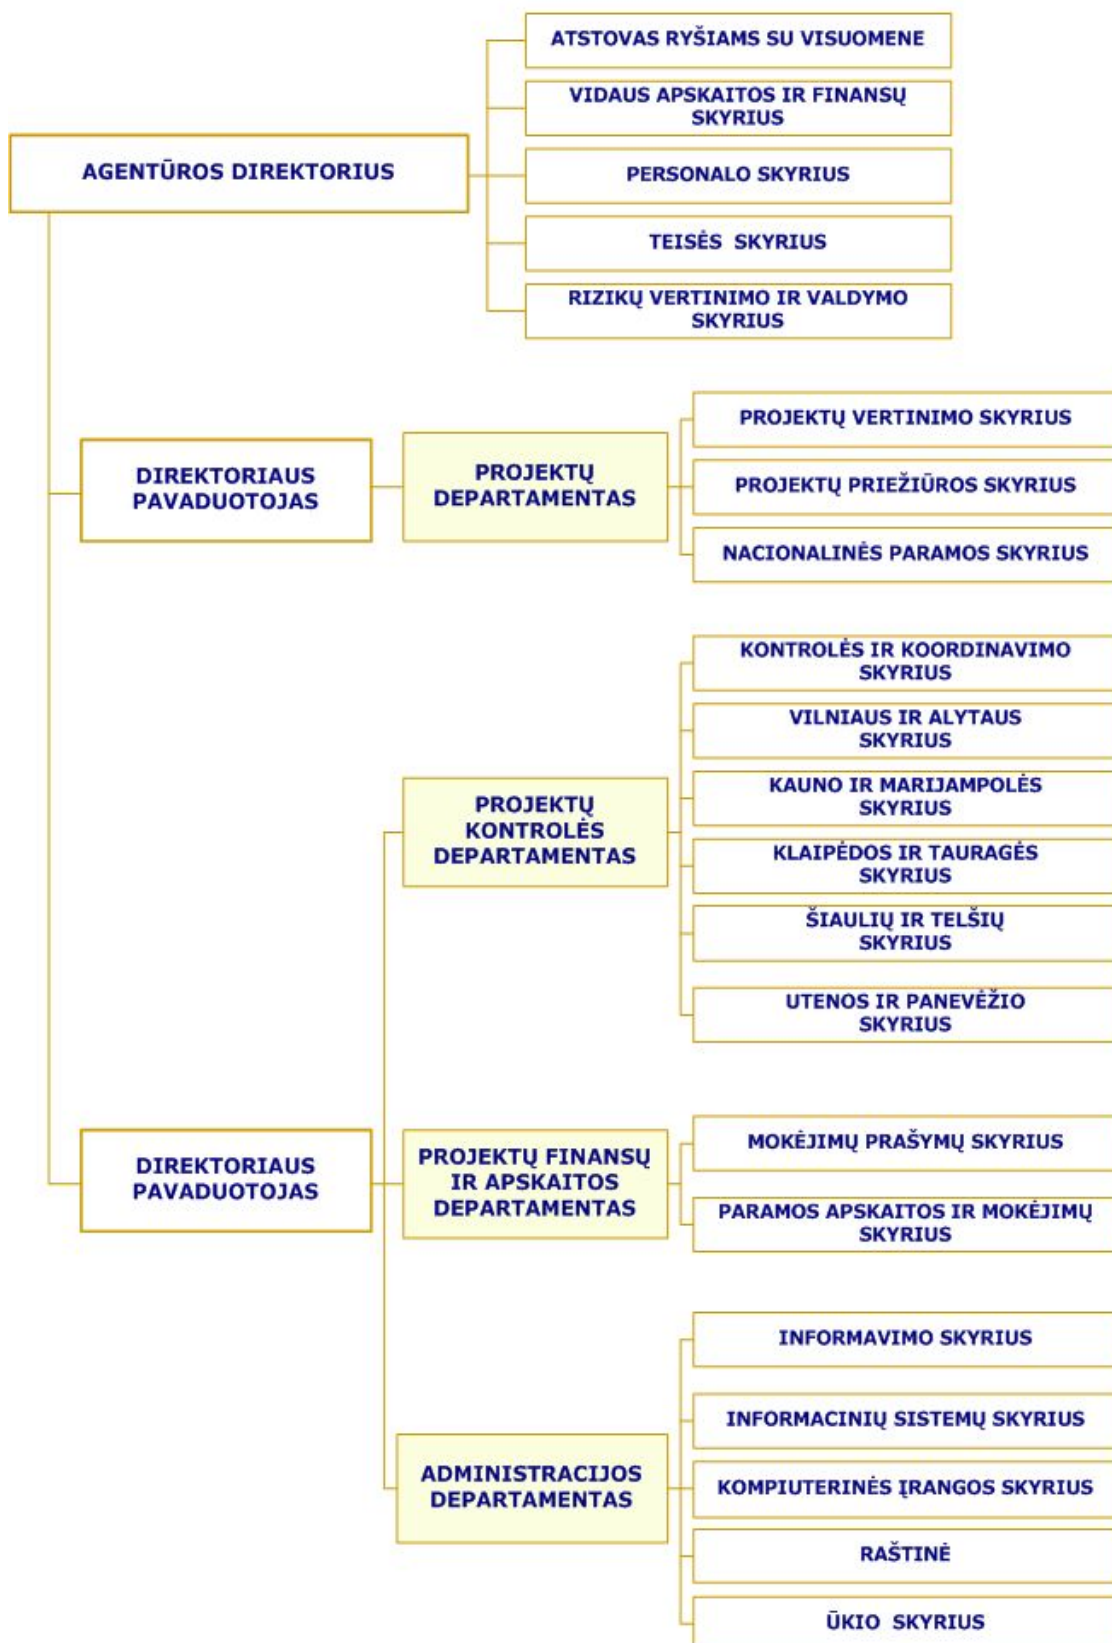 ATSTOVAS RYŠIAMS SU VISUOMENE
VIDAUS APSKAITOS IR FINANSŲ
SKYRIUS
AGENTŪROS DIREKTORIUS
PERSONALO SKYRIUS
TEISĖS SKYRIUS
RIZIKŲ VERTINIMO IR VALDYMO
SKYRIUS
DIREKTORIAUS
PAVADUOTOJAS
PROJEKTŲ
DEPARTAMENTAS
PROJEKTŲ VERTINIMO SKYRIUS
PROJEKTŲ PRIEŽIŪROS SKYRIUS
NACIONALINĖS PARAMOS SKYRIUS
PROJEKTŲ
KONTROLĖS
DEPARTAMENTAS
KONTROLĖS IR KOORDINAVIMO
SKYRIUS
VILNIAUS IR ALYTAUS
SKYRIUS
KAUNO IR MARIJAMPOLĖS
SKYRIUS
KLAIPĖDOS IR TAURAGĖS
SKYRIUS
ŠIAULIŲ IR TELŠIŲ
SKYRIUS
UTENOS IR PANEVĖŽIO
SKYRIUS
DIREKTORIAUS
PAVADUOTOJAS
PROJEKTŲ FINANSŲ
IR APSKAITOS
DEPARTAMENTAS
MOKĖJIMŲ PRAŠYMŲ SKYRIUS
PARAMOS APSKAITOS IR MOKĖJIMŲ
SKYRIUS
ADMINISTRACIJOS
DEPARTAMENTAS
INFORMAVIMO SKYRIUS
INFORMACINIŲ SISTEMŲ SKYRIUS
KOMPIUTERINĖS ĮRANGOS SKYRIUS
RAŠTINĖ
ŪKIO SKYRIUS